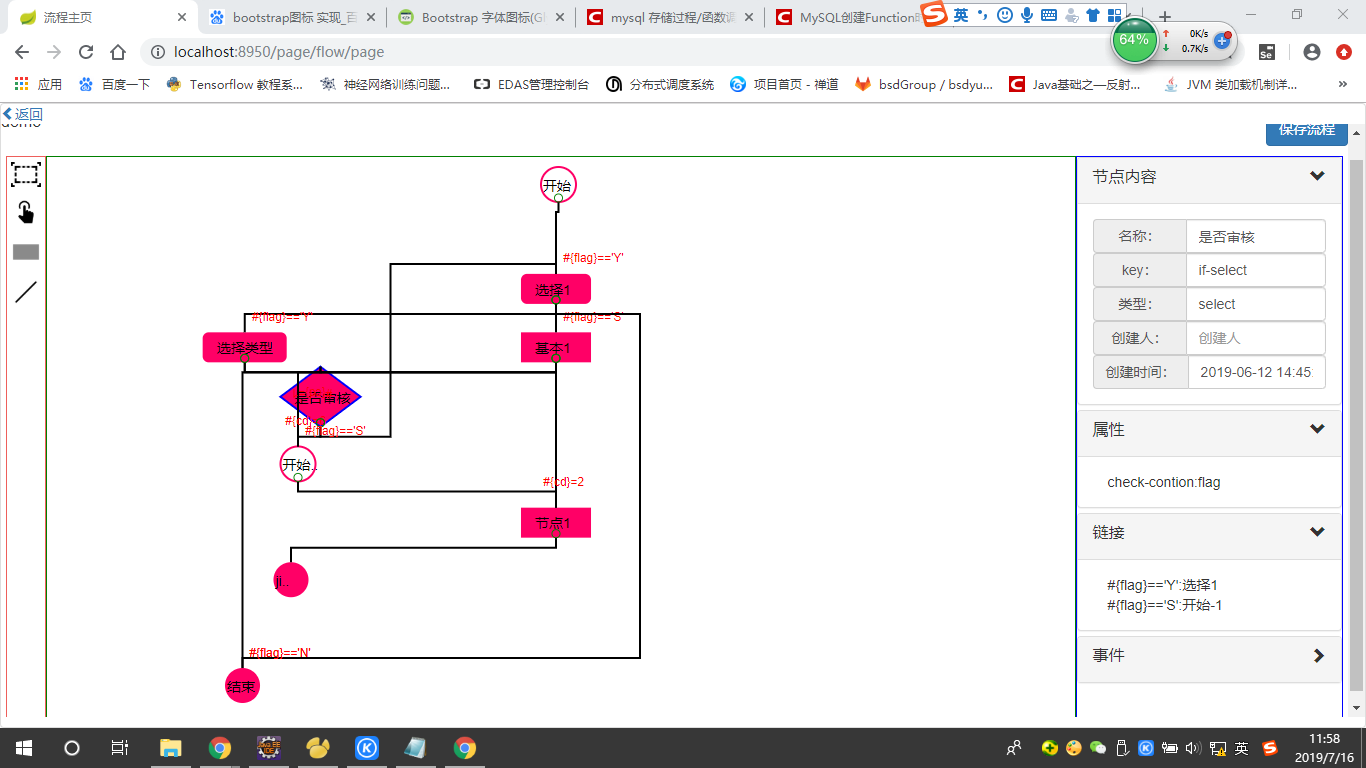 流程主页
bootstrap图标 实现_百
Bootstrap 字体图标(Gl
mysql 存储过程/函数调
MySQL创建Function时
英
localhost:8950/page/flow/page
64%
0K/s
0.7K/s
应用
百度一下
Tensorflow 教程系...
神经网络训练问题...
EDAS管理控制台
分布式调度系统
项目首页 - 禅道
bsdGroup / bsdyu...
Java基础之—反射...
JVM 类加载机制详...
返回
保存流程
开始
#{flag}=='Y'
选择1
#{flag}=='Y'
#{flag}=='S'
选择类型
基本1
是否审核
#{cd}
#{flag}=='S'
开始..
#{cd}=2
节点1
ji..
#{flag}=='N'
结束
节点内容
名称:
是否审核
key:
if-select
类型:
select
创建人:
创建人
创建时间:
2019-06-12 14:45:
属性
check-contion:flag
链接
#{flag}=='Y':选择1
#{flag}=='S':开始-1
事件
英
11:58
2019/7/16